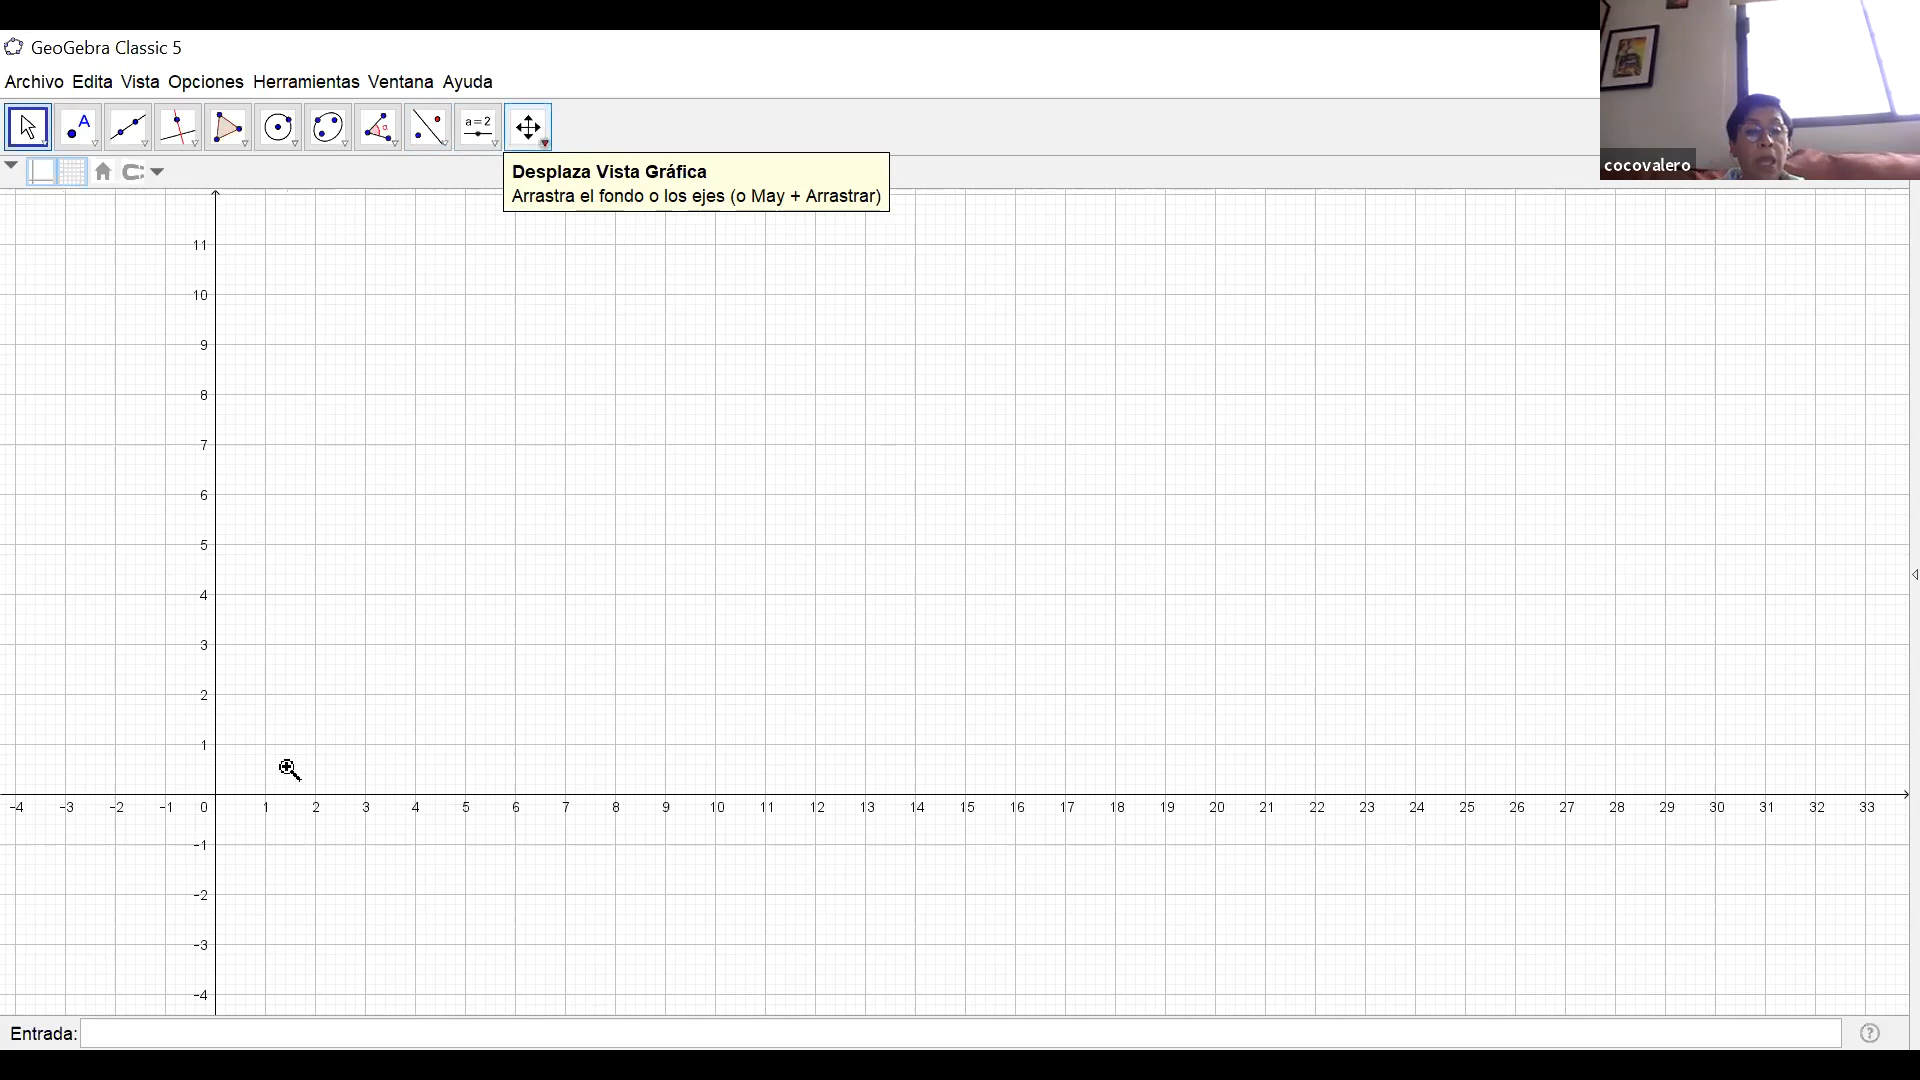 GeoGebra Classic 5
cocovalero
Archivo Edita Vista Opciones Herramientas Ventana Ayuda
A
α
a=2
Desplaza Vista Gráfica
Arrastra el fondo o los ejes (o May + Arrastrar)
11
10
9
8
7
6
5
4
3
2
1
-4 -3 -2 -1 0 1 2 3 4 5 6 7 8 9 10 11 12 13 14 15 16 17 18 19 20 21 22 23 24 25 26 27 28 29 30 31 32 33
-1
-2
-3
-4
Entrada:
?